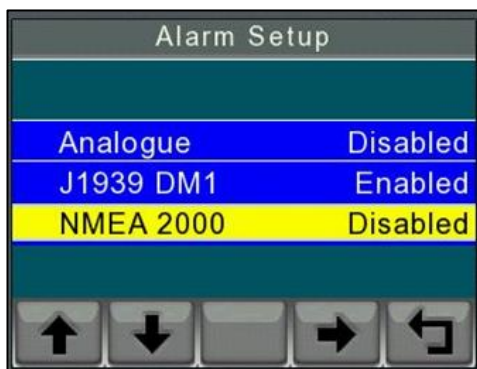 Alarm Setup
Analogue Disabled
J1939 DM1 Enabled
NMEA 2000 Disabled